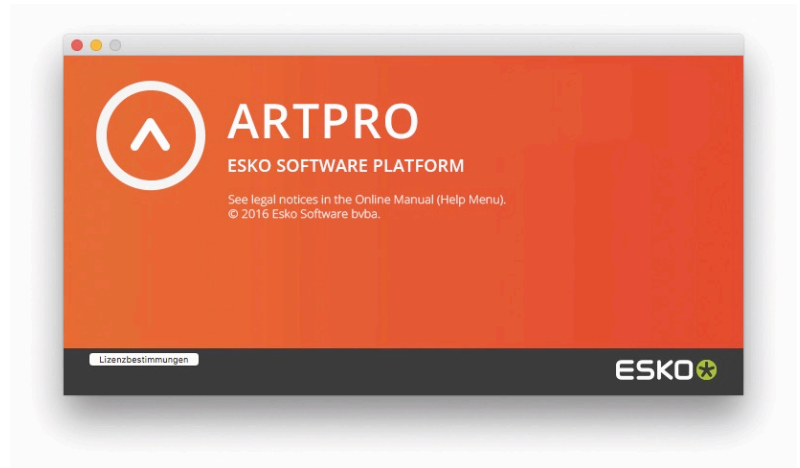 ARTPRO
ESKO SOFTWARE PLATFORM
See legal notices in the Online Manual (Help Menu).
© 2016 Esko Software bvba.
Lizenzbestimmungen
ESKO